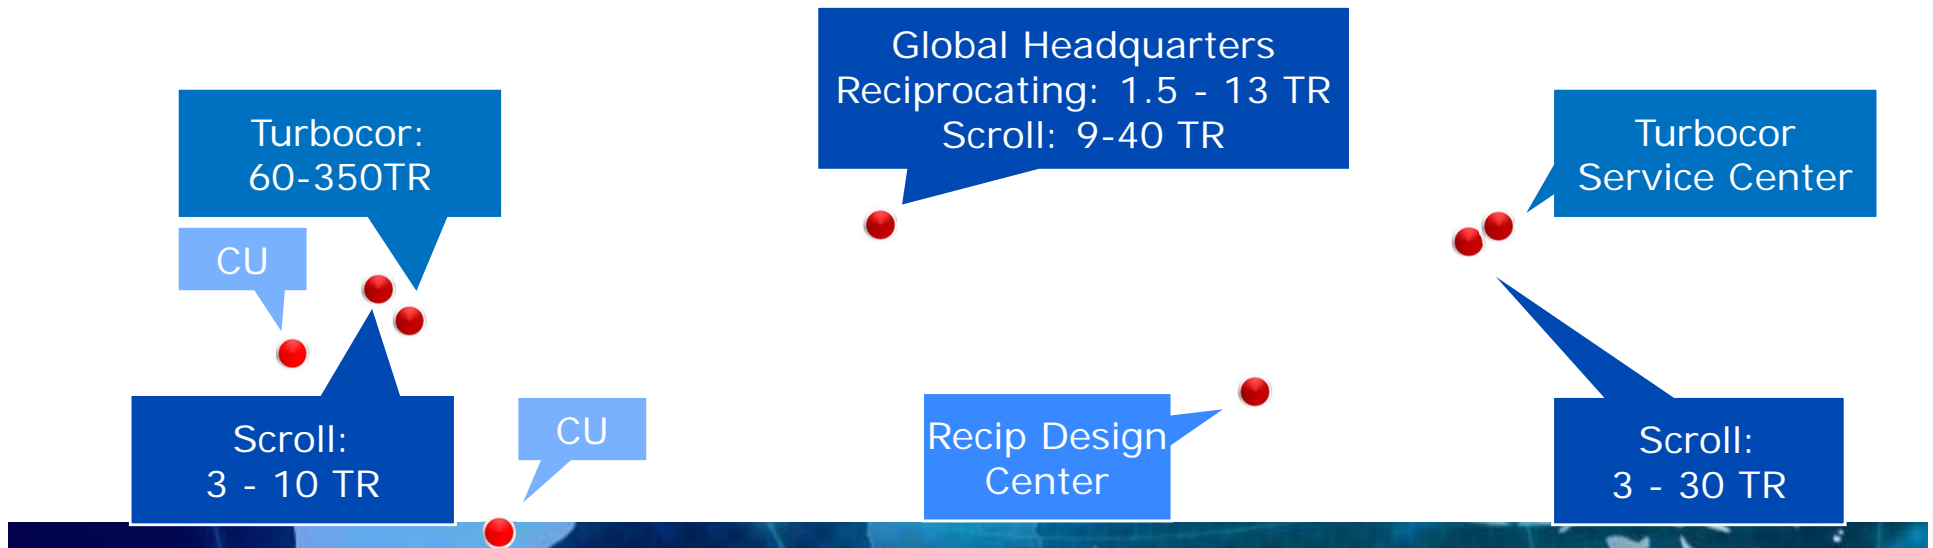 Global Headquarters
Reciprocating: 1.5 - 13 TR
Scroll: 9-40 TR
Turbocor:
60-350TR
Turbocor
Service Center
CU
Scroll:
3 - 10 TR
CU
Recip Design
Center
Scroll:
3 - 30 TR